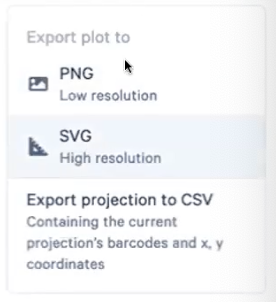 Export plot to
PNG
Low resolution
SVG
High resolution
Export projection to CSV
Containing the current
projection's barcodes and x, y
coordinates